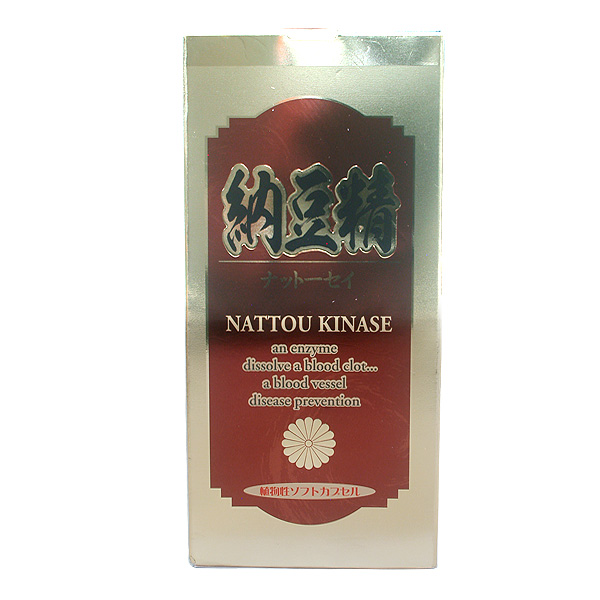 納豆精
ナットーセイ
NATTOU KINASE
an enzyme
dissolve a blood clot...
a blood vessel
disease prevention
植物性ソフトカプセル